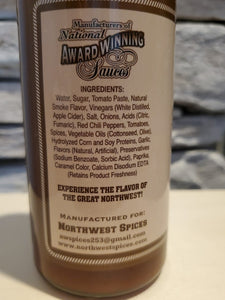 Manufacturers of
National
AWARD WINNING
Sauces
INGREDIENTS:
Water, Sugar, Tomato Paste, Natural
Smoke Flavor, Vinegars (White Distilled,
Apple Cider), Salt, Onions, Acids (Citric,
Fumaric), Red Chili Peppers, Tomatoes,
Spices, Vegetable Oils (Cottonseed, Olive),
Hydrolyzed Corn and Soy Proteins, Garlic,
Flavors (Natural, Artificial), Preservatives
(Sodium Benzoate, Sorbic Acid), Paprika,
Caramel Color, Calcium Disodium EDTA
(Retains Product Freshness)
EXPERIENCE THE FLAVOR OF
THE GREAT NORTHWEST!
MANUFACTURED FOR:
NORTHWEST SPICES
nwspices253@gmail.com
www.northwestspices.com